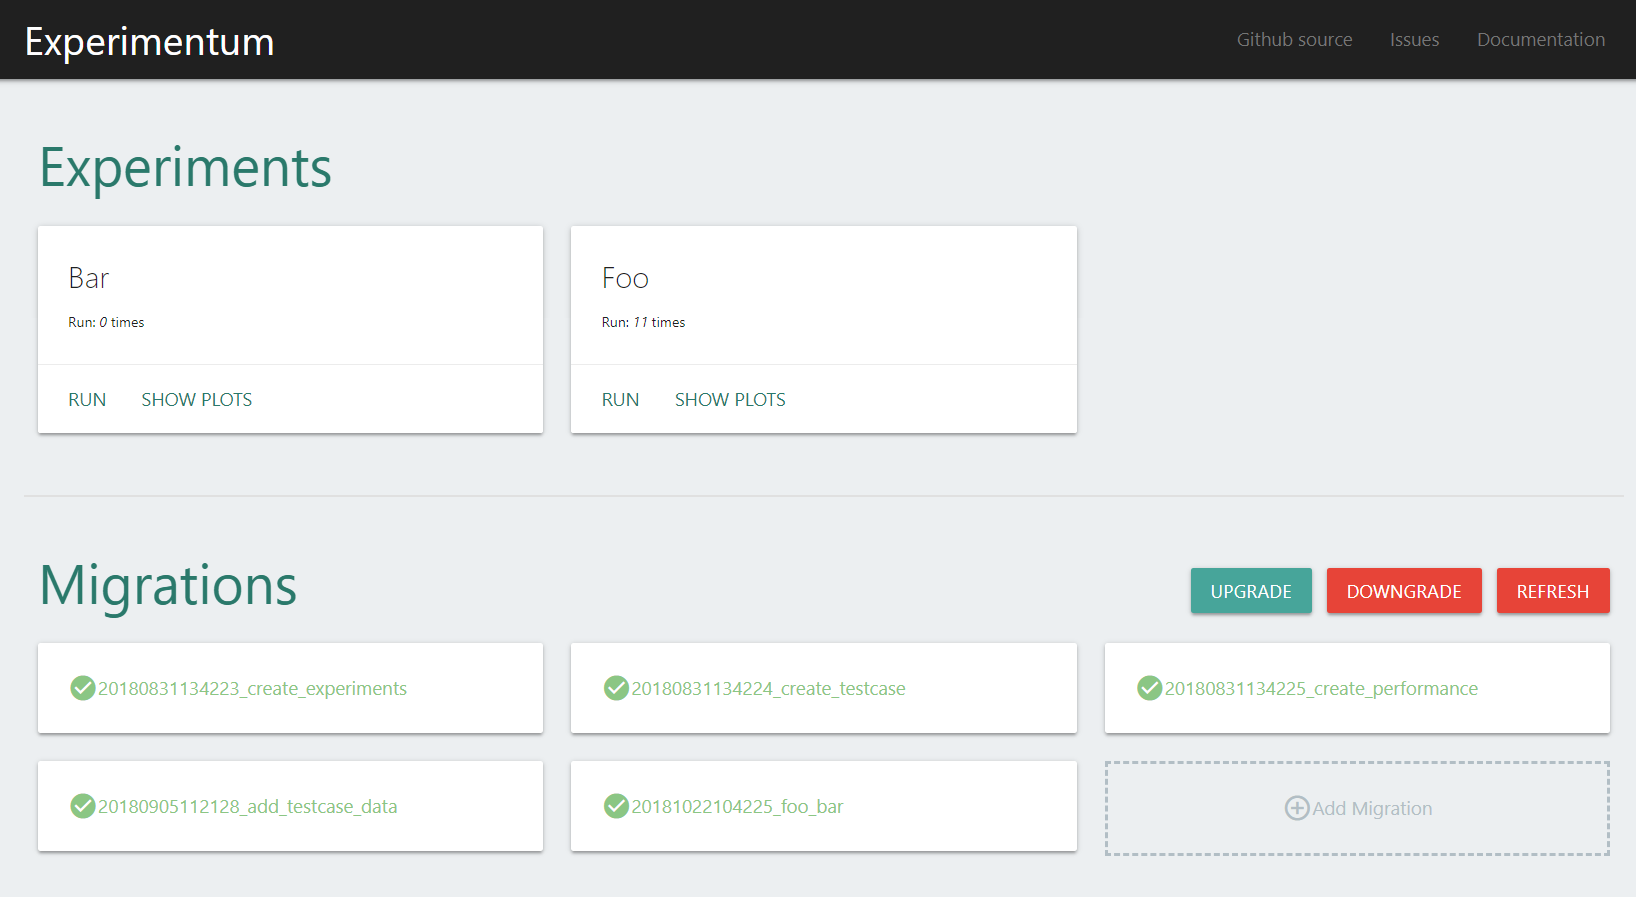 Experimentum
Github source
Issues
Documentation
Experiments
Bar
Run: 0 times
RUN
SHOW PLOTS
Foo
Run: 11 times
RUN
SHOW PLOTS
Migrations
UPGRADE
DOWNGRADE
REFRESH
20180831134223_create_experiments
20180831134224_create_testcase
20180831134225_create_performance
20180905112128_add_testcase_data
20181022104225_foo_bar
Add Migration